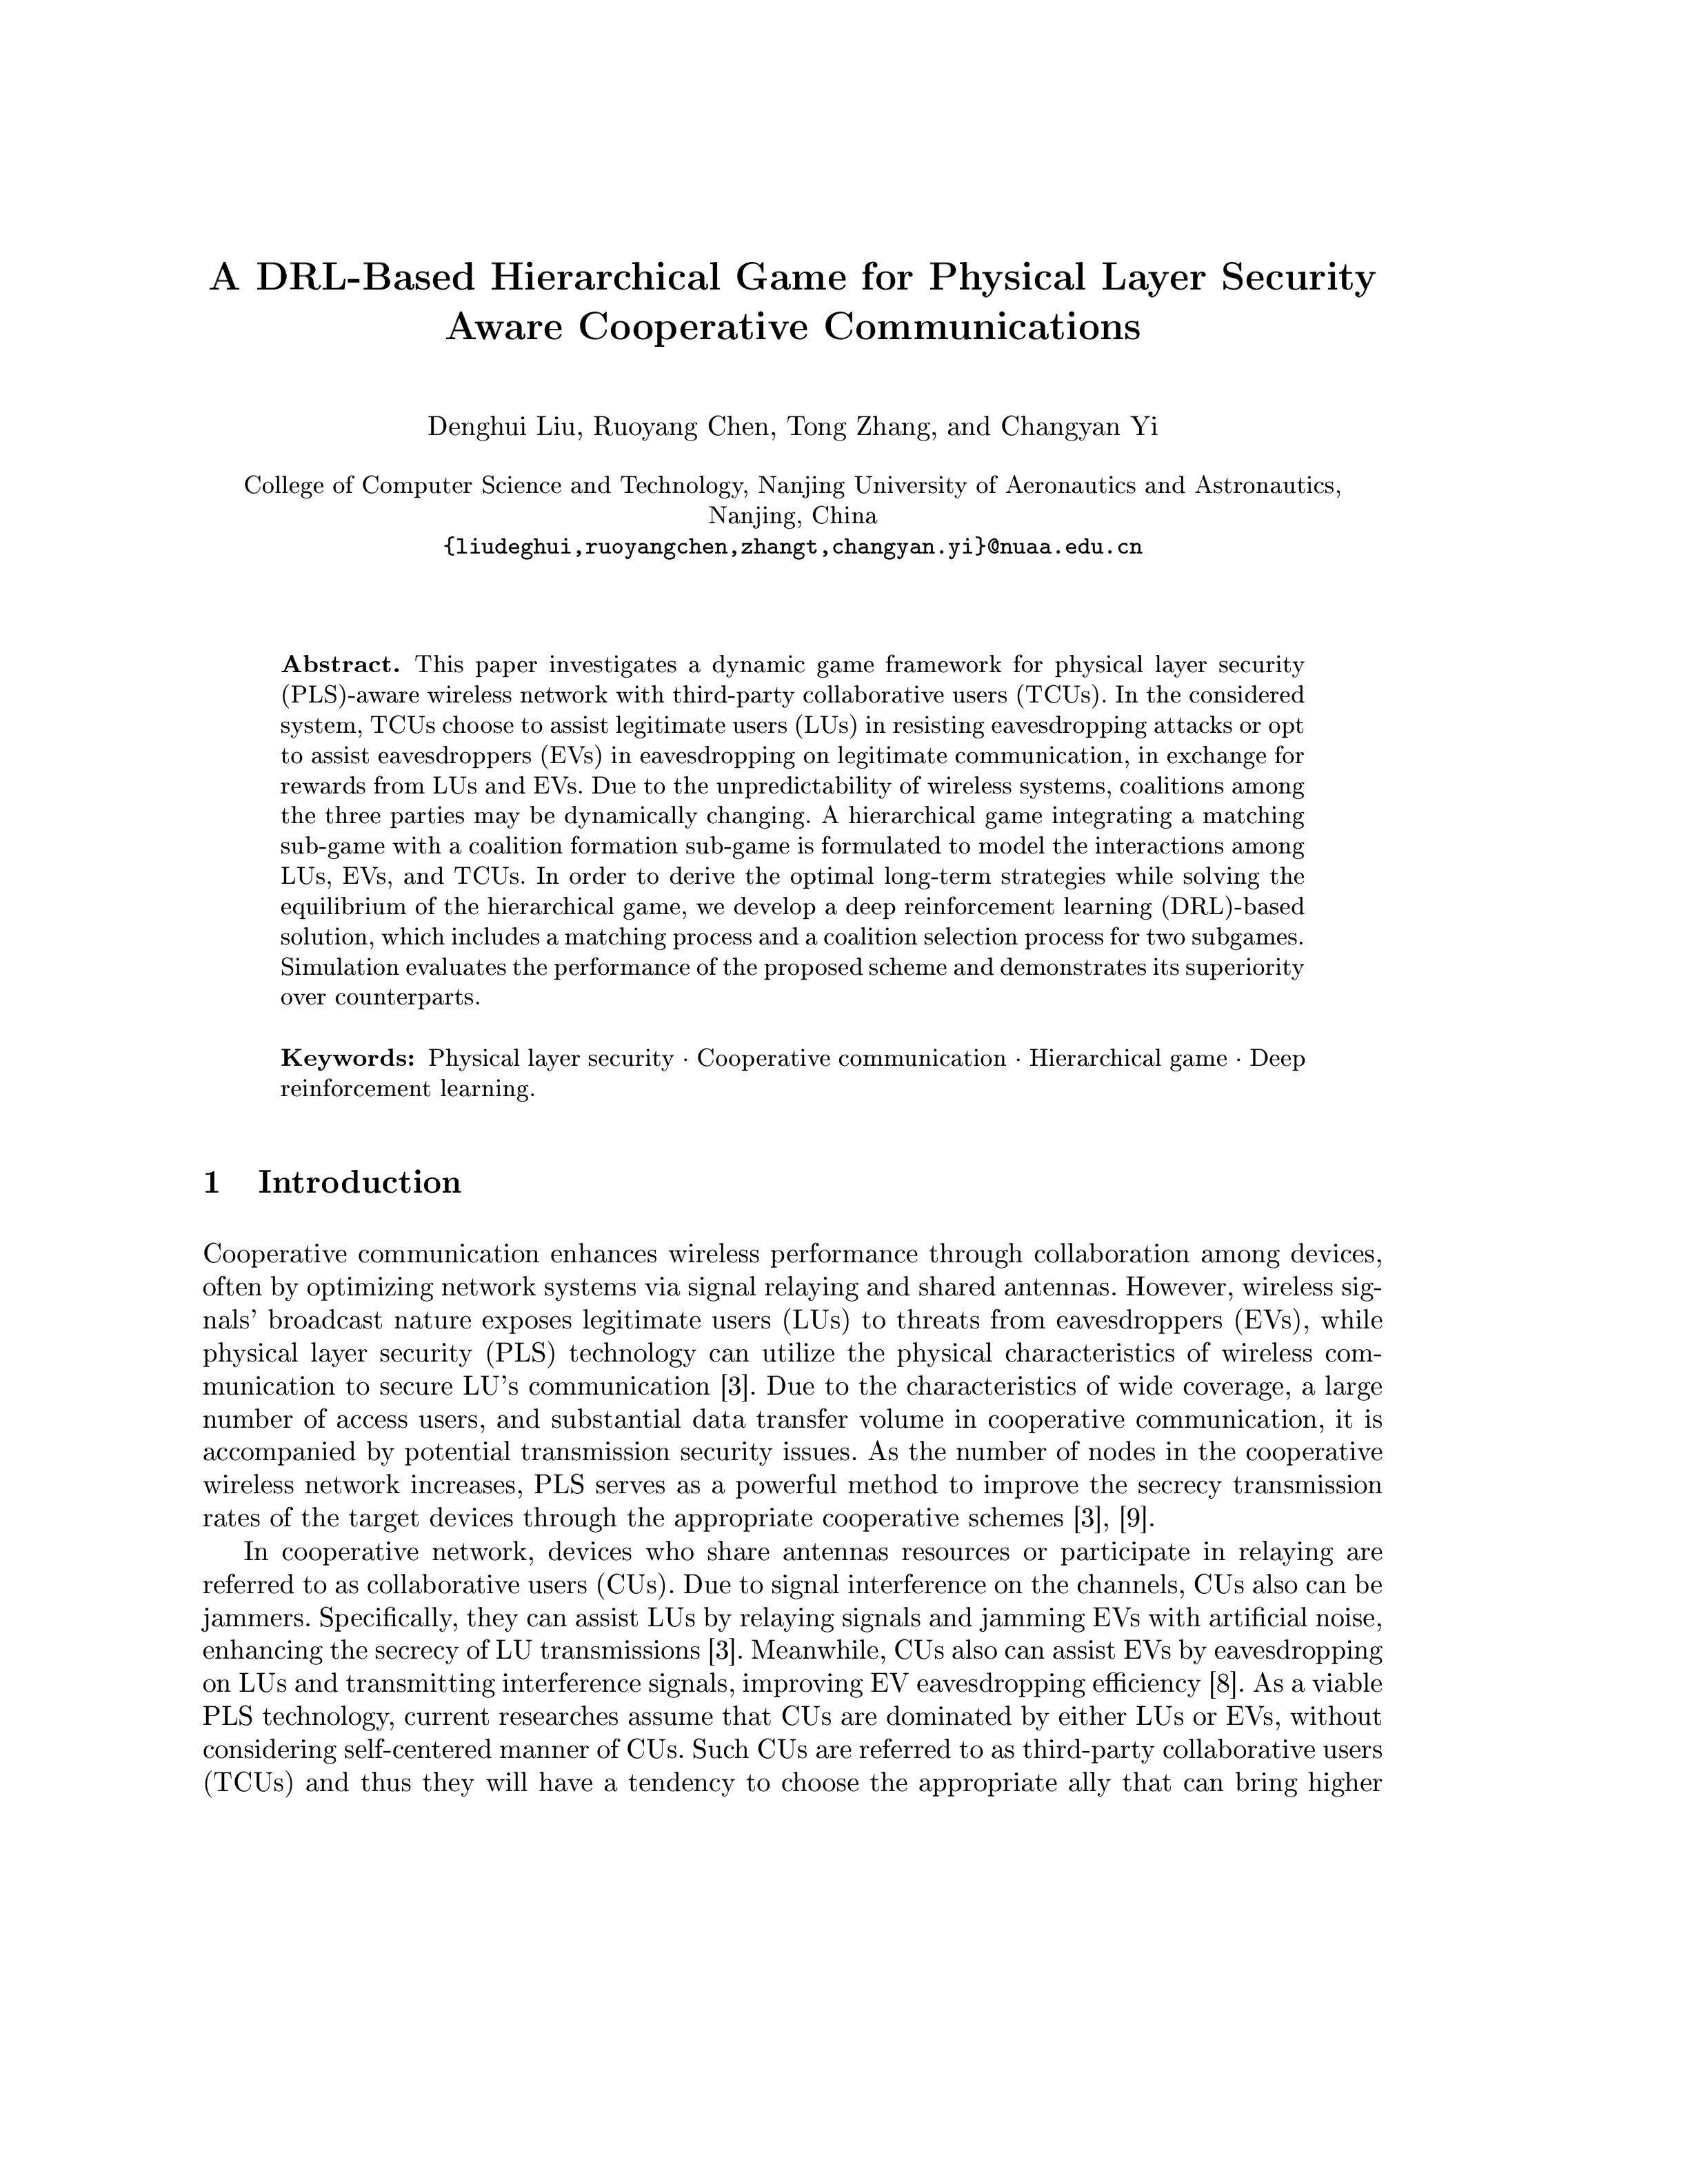 A DRL-Based Hierarchical Game for Physical Layer Security
Aware Cooperative Communications
Denghui Liu, Ruoyang Chen, Tong Zhang, and Changyan Yi
College of Computer Science and Technology, Nanjing University of Aeronautics and Astronautics,
Nanjing, China
{liudeghui,ruoyangchen,zhangt,changyan.yi}@nuaa.edu.cn
Abstract. This paper investigates a dynamic game framework for physical layer security
(PLS)-aware wireless network with third-party collaborative users (TCUs). In the considered
system, TCUs choose to assist legitimate users (LUs) in resisting eavesdropping attacks or opt
to assist eavesdroppers (EVs) in eavesdropping on legitimate communication, in exchange for
rewards from LUs and EVs. Due to the unpredictability of wireless systems, coalitions among
the three parties may be dynamically changing. A hierarchical game integrating a matching
sub-game with a coalition formation sub-game is formulated to model the interactions among
LUs, EVs, and TCUs. In order to derive the optimal long-term strategies while solving the
equilibrium of the hierarchical game, we develop a deep reinforcement learning (DRL)-based
solution, which includes a matching process and a coalition selection process for two subgames.
Simulation evaluates the performance of the proposed scheme and demonstrates its superiority
over counterparts.
Keywords: Physical layer security · Cooperative communication · Hierarchical game · Deep
reinforcement learning.
1 Introduction
Cooperative communication enhances wireless performance through collaboration among devices,
often by optimizing network systems via signal relaying and shared antennas. However, wireless sig-
nals' broadcast nature exposes legitimate users (LUs) to threats from eavesdroppers (EVs), while
physical layer security (PLS) technology can utilize the physical characteristics of wireless com-
munication to secure LU's communication [3]. Due to the characteristics of wide coverage, a large
number of access users, and substantial data transfer volume in cooperative communication, it is
accompanied by potential transmission security issues. As the number of nodes in the cooperative
wireless network increases, PLS serves as a powerful method to improve the secrecy transmission
rates of the target devices through the appropriate cooperative schemes [3], [9].
In cooperative network, devices who share antennas resources or participate in relaying are
referred to as collaborative users (CUs). Due to signal interference on the channels, CUs also can be
jammers. Specifically, they can assist LUs by relaying signals and jamming EVs with artificial noise,
enhancing the secrecy of LU transmissions [3]. Meanwhile, CUs also can assist EVs by eavesdropping
on LUs and transmitting interference signals, improving EV eavesdropping efficiency [8]. As a viable
PLS technology, current researches assume that CUs are dominated by either LUs or EVs, without
considering self-centered manner of CUs. Such CUs are referred to as third-party collaborative users
(TCUs) and thus they will have a tendency to choose the appropriate ally that can bring higher